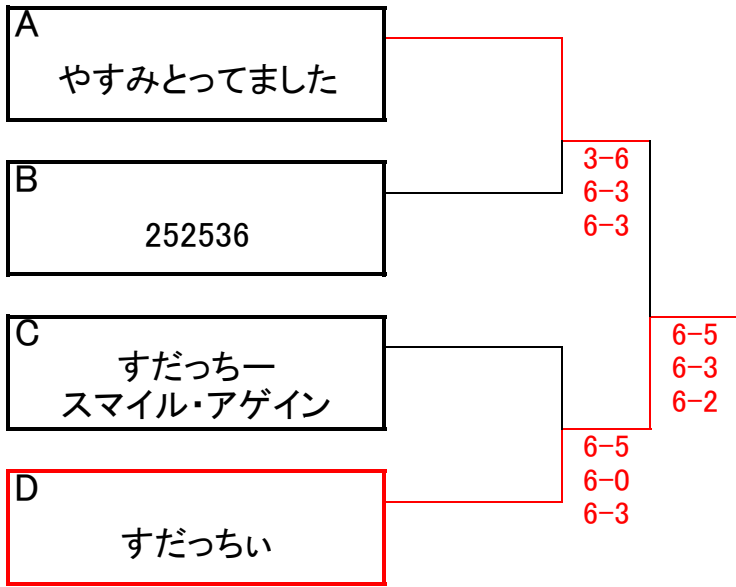 A
やすみとってました
B
252536
C
すだっちー
スマイル・アゲイン
D
すだっちぃ
3-6
6-3
6-3
6-5
6-0
6-3
6-5
6-3
6-2